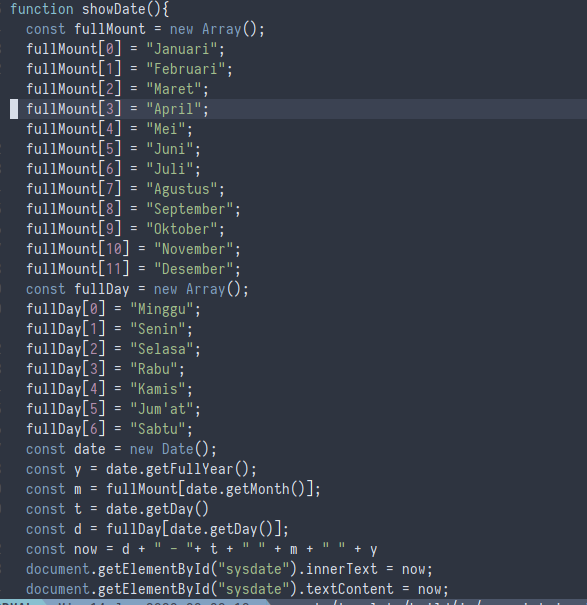 function showDate(){
const fullMount = new Array();
fullMount[0] = "Januari";
fullMount[1] = "Februari";
fullMount[2] = "Maret";
fullMount[3] = "April";
fullMount[4] = "Mei";
fullMount[5] = "Juni";
fullMount[6] = "Juli";
fullMount[7] = "Agustus";
fullMount[8] = "September";
fullMount[9] = "Oktober";
fullMount[10] = "November";
fullMount[11] = "Desember";
const fullDay = new Array();
fullDay[0] = "Minggu";
fullDay[1] = "Senin";
fullDay[2] = "Selasa";
fullDay[3] = "Rabu";
fullDay[4] = "Kamis";
fullDay[5] = "Jum'at";
fullDay[6] = "Sabtu";
const date = new Date();
const y = date.getFullYear();
const m = fullMount[date.getMonth()];
const t = date.getDay()
const d = fullDay[date.getDay()];
const now = d + " - "+ t + " " + m + " " + y
document.getElementById("sysdate").innerText = now;
document.getElementById("sysdate").textContent = now;